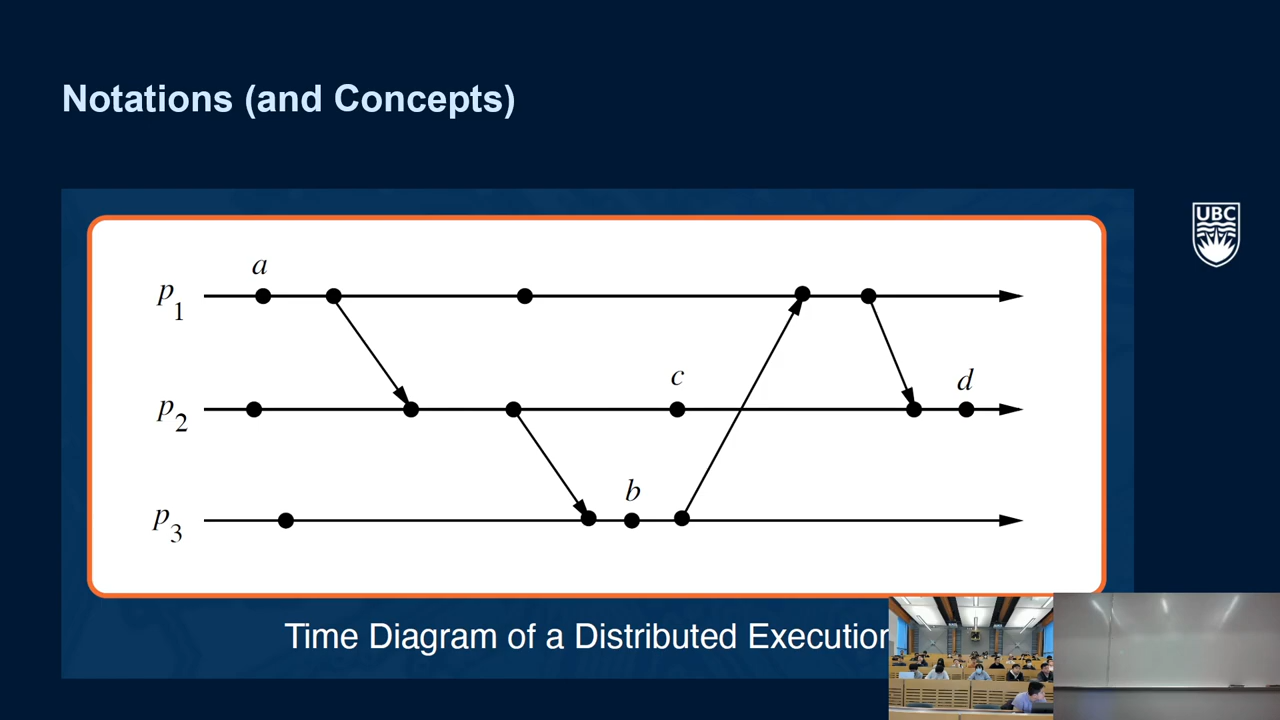 Notations (and Concepts)
UBC
a
p1
c
d
p2
b
p3
Time Diagram of a Distributed Execution